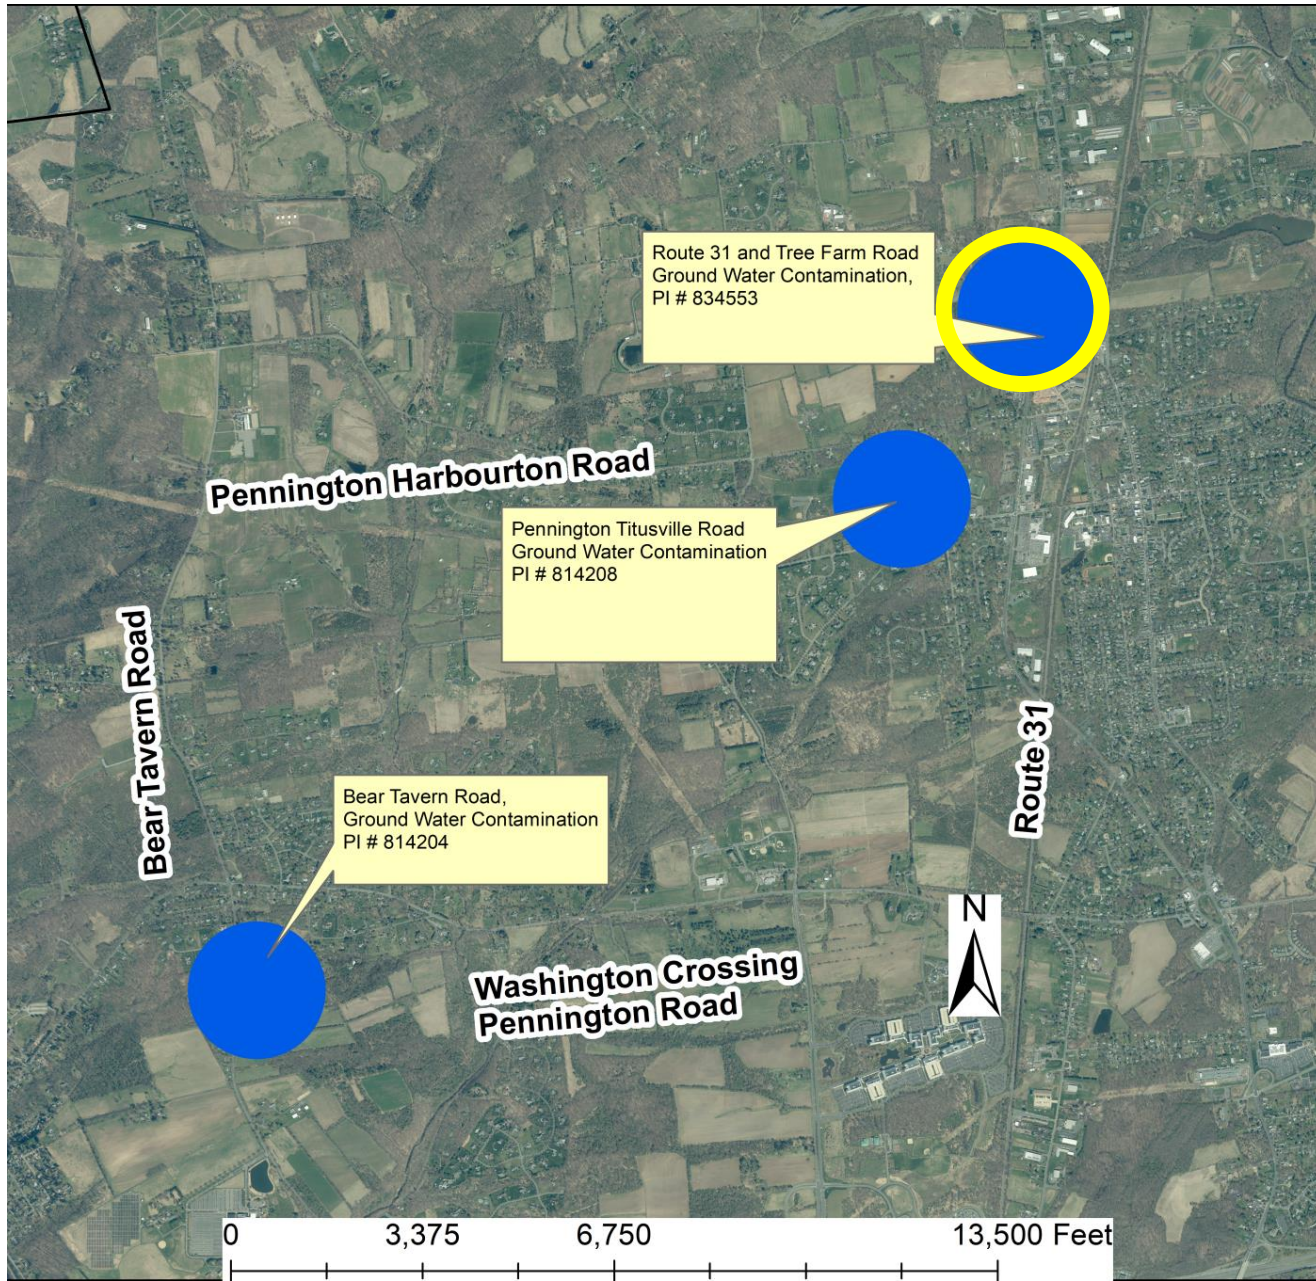 Route 31 and Tree Farm Road
Ground Water Contamination,
PI # 834553
Pennington Harbourton Road
Pennington Titusville Road
Ground Water Contamination
PI # 814208
Bear Tavern Road
Route 31
Bear Tavern Road,
Ground Water Contamination
PI # 814204
N
Washington Crossing
Pennington Road
0 3,375 6,750 13,500 Feet